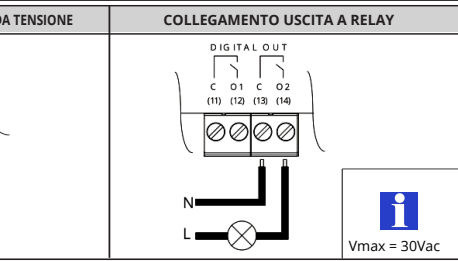 DA TENSIONE
COLLEGAMENTO USCITA A RELAY
DIGITAL OUT
C O1 C O2
(11) (12) (13) (14)
N
L
i
Vmax = 30Vac